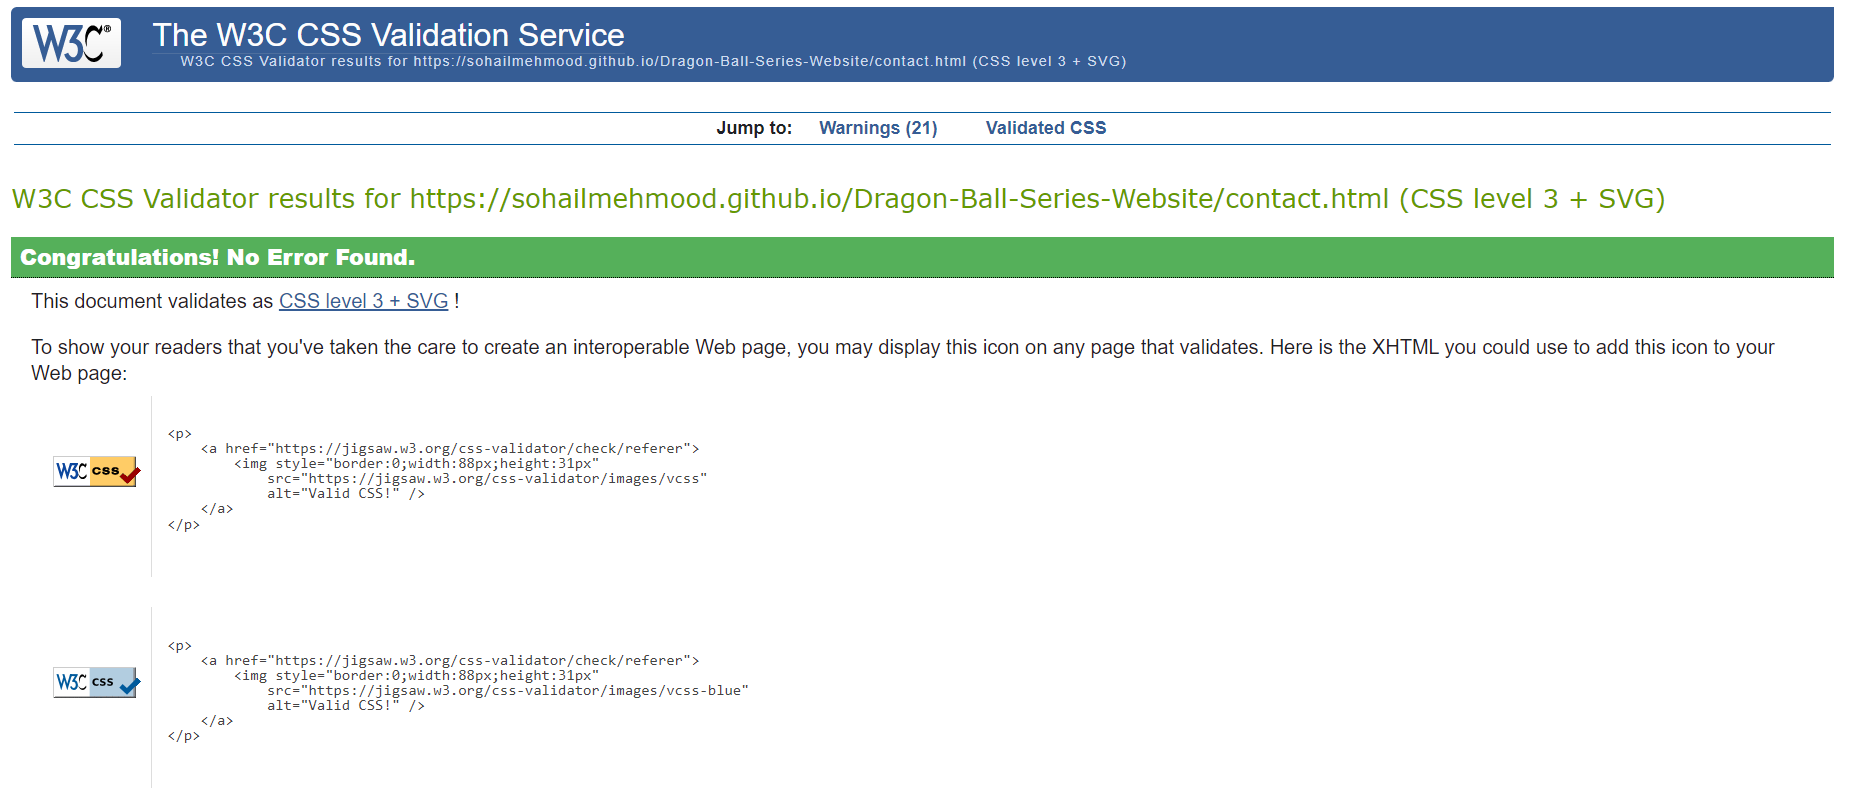 W3C®
The W3C CSS Validation Service
W3C CSS Validator results for https://sohailmehmood.github.io/Dragon-Ball-Series-Website/contact.html (CSS level 3 + SVG)
Jump to: Warnings (21) Validated CSS
W3C CSS Validator results for https://sohailmehmood.github.io/Dragon-Ball-Series-Website/contact.html (CSS level 3 + SVG)
Congratulations! No Error Found.
This document validates as CSS level 3 + SVG !
To show your readers that you've taken the care to create an interoperable Web page, you may display this icon on any page that validates. Here is the XHTML you could use to add this icon to your
Web page:
W3C css
<p>
    <a href="https://jigsaw.w3.org/css-validator/check/referer">
        <img style="border:0;width:88px;height:31px"
            src="https://jigsaw.w3.org/css-validator/images/vcss"
            alt="Valid CSS!" />
    </a>
</p>
W3C css
<p>
    <a href="https://jigsaw.w3.org/css-validator/check/referer">
        <img style="border:0;width:88px;height:31px"
            src="https://jigsaw.w3.org/css-validator/images/vcss-blue"
            alt="Valid CSS!" />
    </a>
</p>